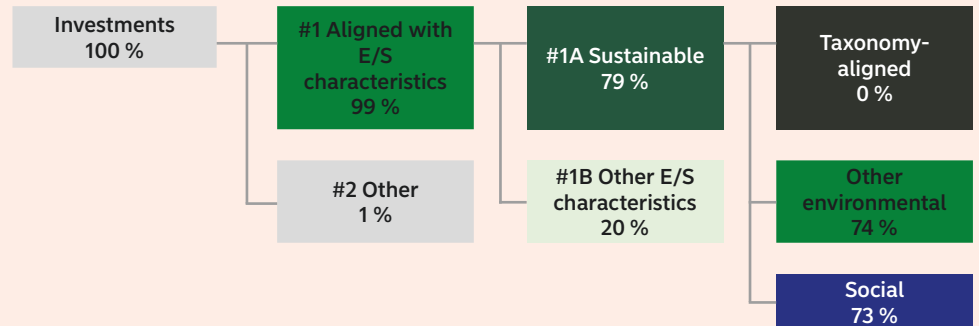 Investments
100 %
#1 Aligned with
E/S
characteristics
99 %
#1A Sustainable
79 %
Taxonomy-
aligned
0 %
#2 Other
1 %
#1B Other E/S
characteristics
20 %
Other
environmental
74 %
Social
73 %